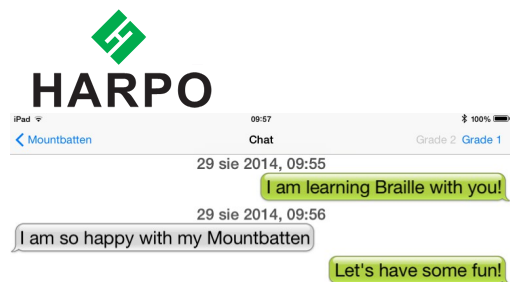 HARPO
iPad 09:57 100%
Mountbatten Chat Grade 2 Grade 1
29 sie 2014, 09:55
I am learning Braille with you!
29 sie 2014, 09:56
I am so happy with my Mountbatten
Let's have some fun!